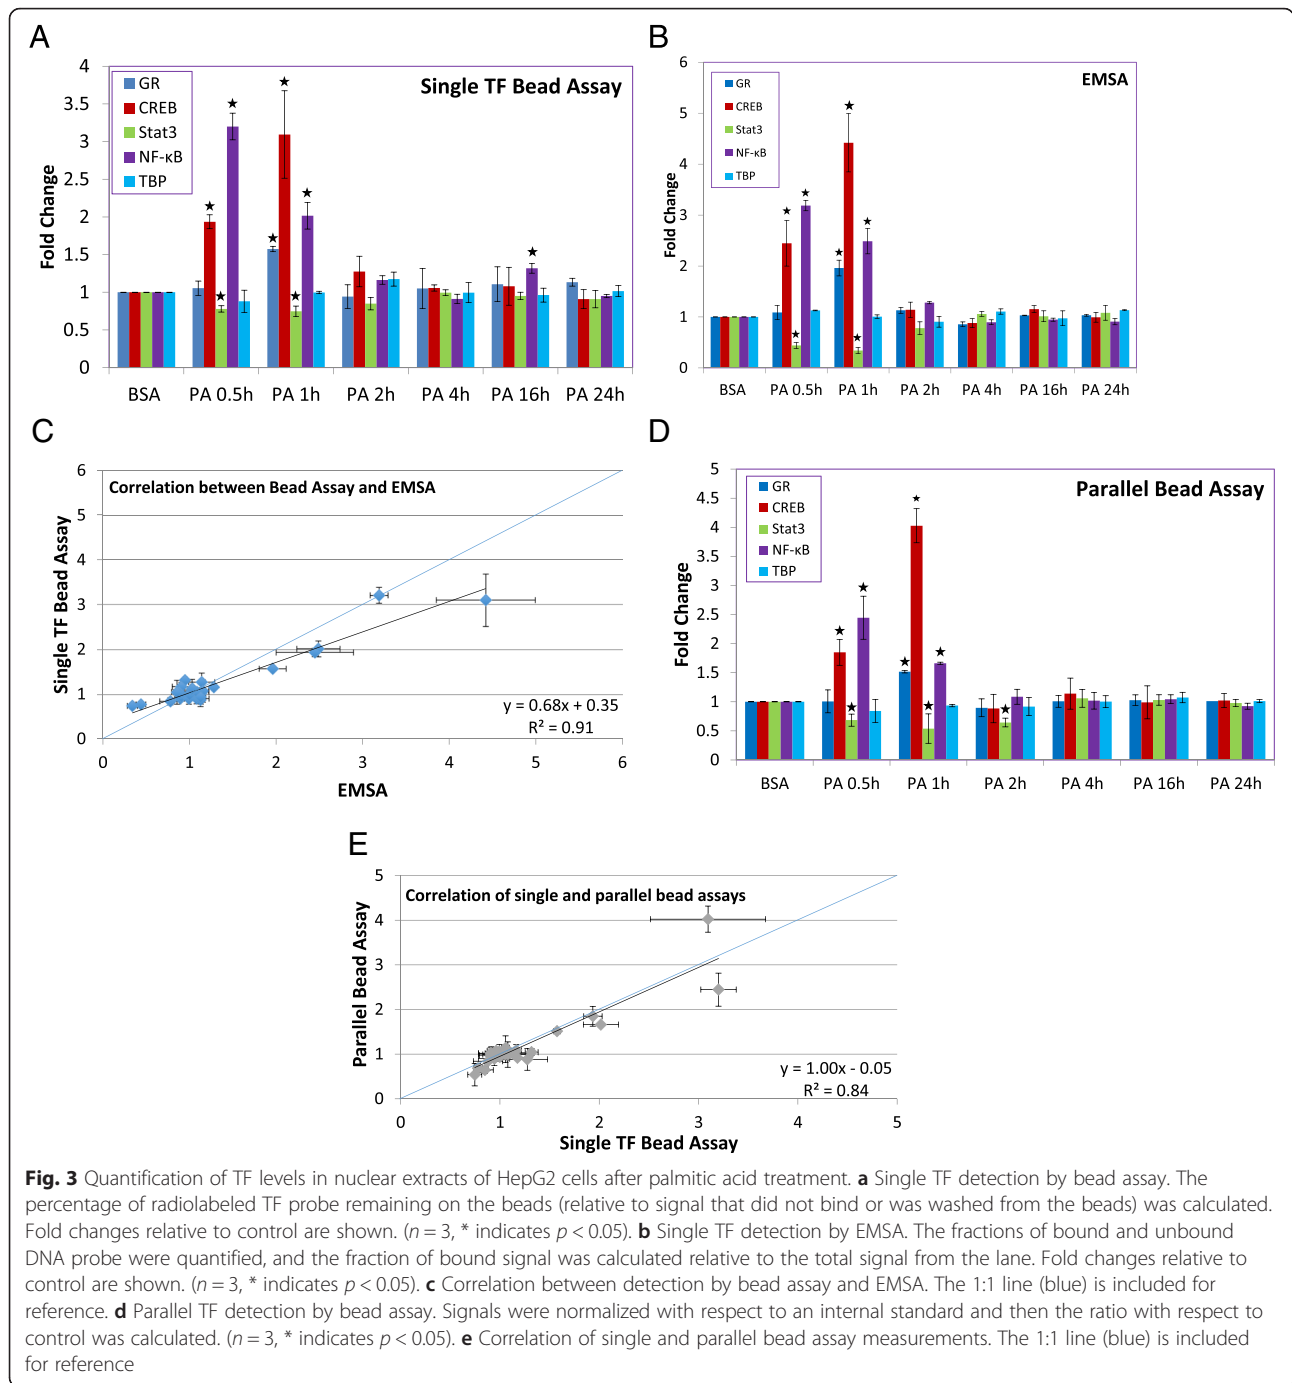 A
4
3.5
3
2.5
2
1.5
1
0.5
0
Fold Change
GR
CREB
Stat3
NF-κB
TBP
Single TF Bead Assay
BSA PA 0.5h PA 1h PA 2h PA 4h PA 16h PA 24h
B
6
5
4
3
2
1
0
Fold Change
GR
CREB
Stat3
NF-κB
TBP
EMSA
BSA PA 0.5h PA 1h PA 2h PA 4h PA 16h PA 24h
C
6
5
4
3
2
1
0
Single TF Bead Assay
Correlation between Bead Assay and EMSA
y = 0.68x + 0.35
R² = 0.91
0 1 2 3 4 5 6
EMSA
D
5
4.5
4
3.5
3
2.5
2
1.5
1
0.5
0
Fold Change
GR
CREB
Stat3
NF-κB
TBP
Parallel Bead Assay
BSA PA 0.5h PA 1h PA 2h PA 4h PA 16h PA 24h
E
5
4
3
2
1
0
Parallel Bead Assay
Correlation of single and parallel bead assays
y = 1.00x - 0.05
R² = 0.84
0 1 2 3 4 5
Single TF Bead Assay
Fig. 3 Quantification of TF levels in nuclear extracts of HepG2 cells after palmitic acid treatment. a Single TF detection by bead assay. The
percentage of radiolabeled TF probe remaining on the beads (relative to signal that did not bind or was washed from the beads) was calculated.
Fold changes relative to control are shown. (n = 3, * indicates p < 0.05). b Single TF detection by EMSA. The fractions of bound and unbound
DNA probe were quantified, and the fraction of bound signal was calculated relative to the total signal from the lane. Fold changes relative to
control are shown. (n = 3, * indicates p < 0.05). c Correlation between detection by bead assay and EMSA. The 1:1 line (blue) is included for
reference. d Parallel TF detection by bead assay. Signals were normalized with respect to an internal standard and then the ratio with respect to
control was calculated. (n = 3, * indicates p < 0.05). e Correlation of single and parallel bead assay measurements. The 1:1 line (blue) is included
for reference